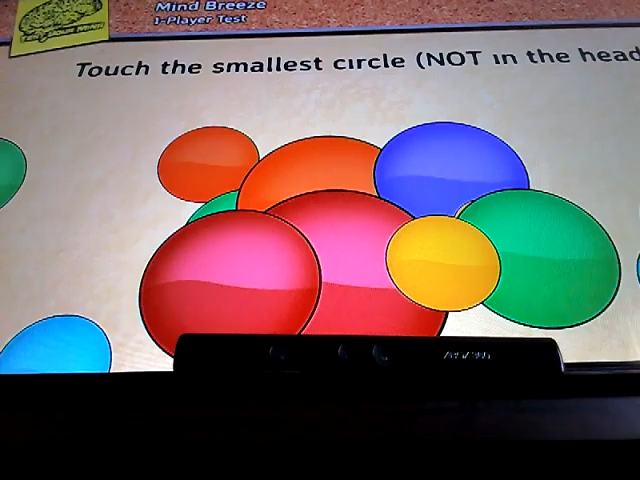 Mind Breeze
1-Player Test
Touch the smallest circle (NOT in the head